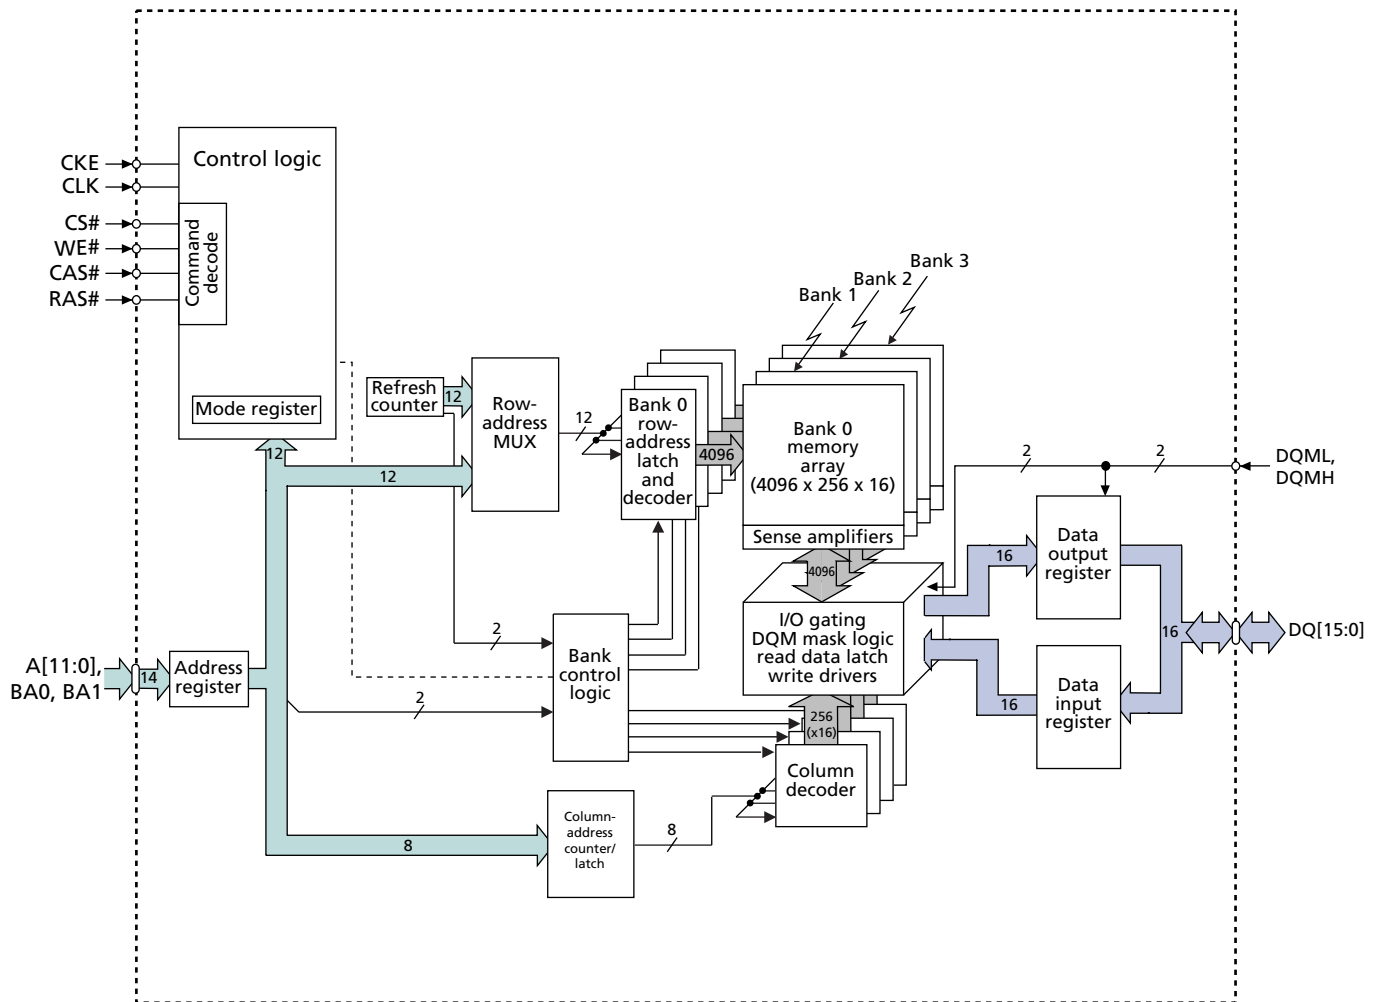 Control logic
CKE
CLK
CS#
WE#
CAS#
RAS#
Command
decode
Mode register
Bank 3
Bank 2
Bank 1
Refresh
counter
12
Row-
address
MUX
12
Bank 0
row-
address
latch
and
decoder
4096
Bank 0
memory
array
(4096 x 256 x 16)
Sense amplifiers
12
12
2
2
DQML,
DQMH
4096
16
Data
output
register
I/O gating
DQM mask logic
read data latch
write drivers
16
DQ[15:0]
2
Bank
control
logic
A[11:0],
BA0, BA1
14
Address
register
2
16
Data
input
register
256
(x16)
Column
decoder
Column-
address
counter/
latch
8
8